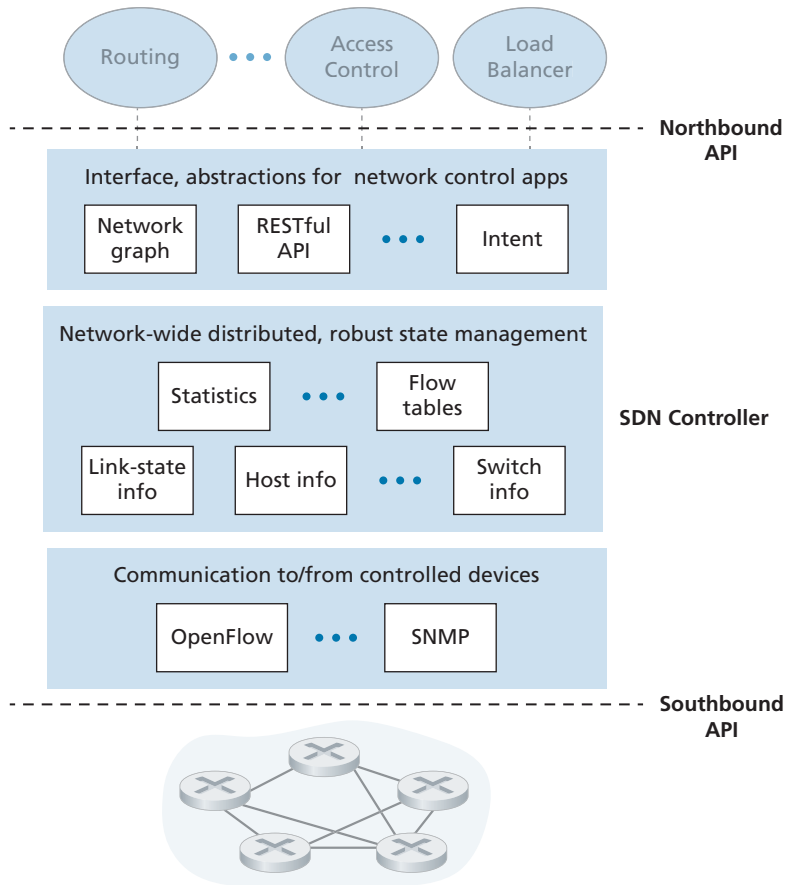 Routing
Access
Control
Load
Balancer
Northbound
API
Interface, abstractions for network control apps
Network
graph
RESTful
API
Intent
Network-wide distributed, robust state management
Statistics
Flow
tables
SDN Controller
Link-state
info
Host info
Switch
info
Communication to/from controlled devices
OpenFlow
SNMP
Southbound
API